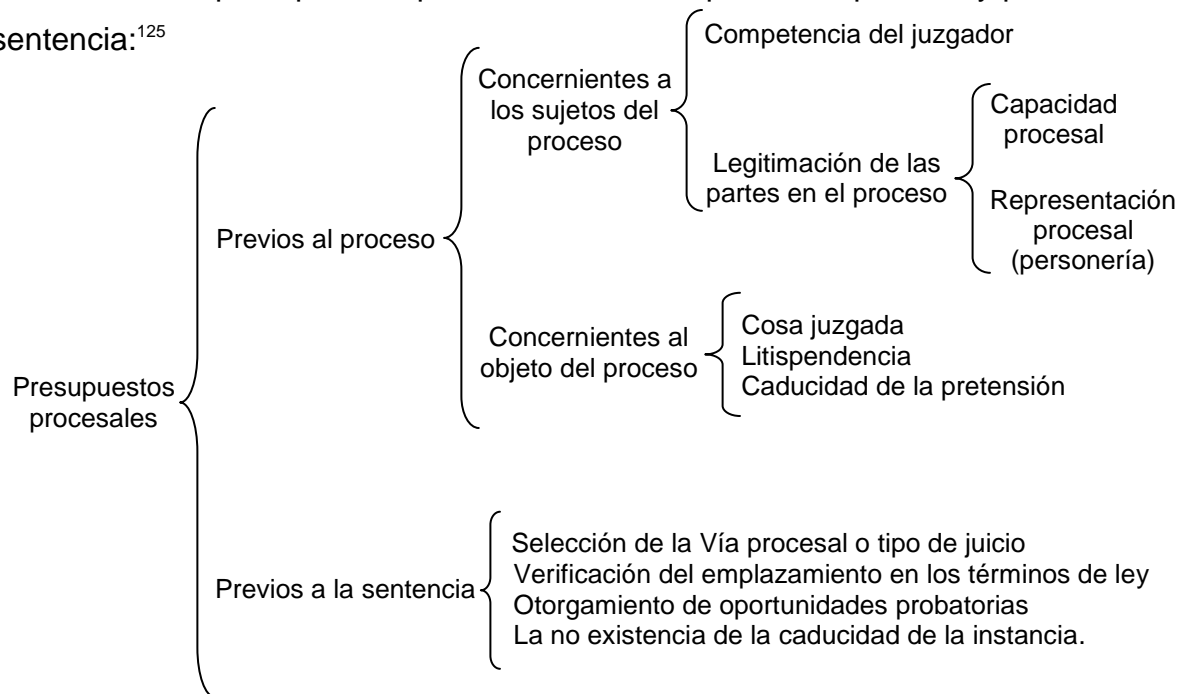 sentencia:125
Presupuestos
procesales
Previos al proceso
Concernientes a
los sujetos del
proceso
Competencia del juzgador
Legitimación de las
partes en el proceso
Capacidad
procesal
Representación
procesal
(personería)
Concernientes al
objeto del proceso
Cosa juzgada
Litispendencia
Caducidad de la pretensión
Previos a la sentencia
Selección de la Vía procesal o tipo de juicio
Verificación del emplazamiento en los términos de ley
Otorgamiento de oportunidades probatorias
La no existencia de la caducidad de la instancia.